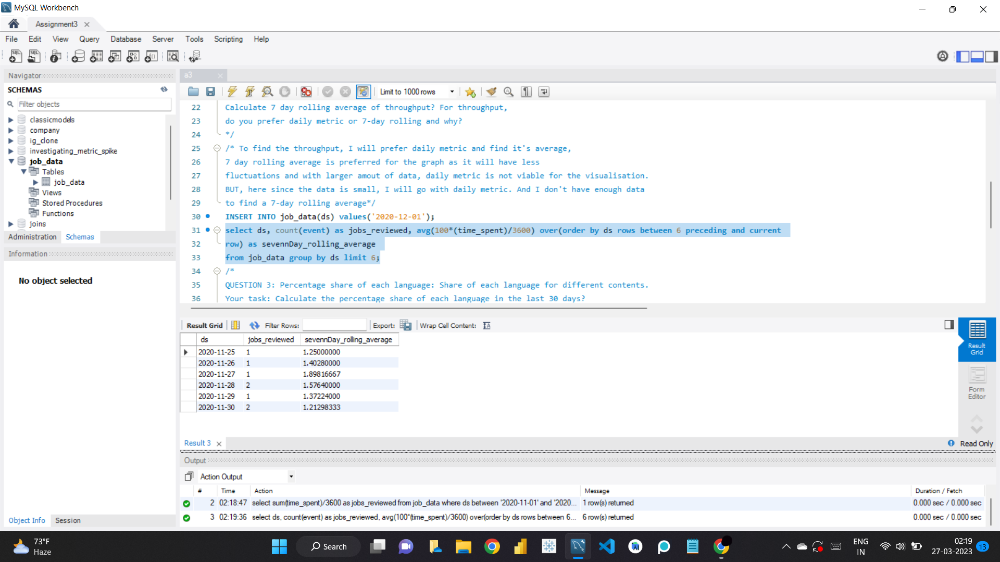 MySQL Workbench
Assignment3
File Edit View Query Database Server Tools Scripting Help
Navigator
SCHEMAS
Filter objects
classicmodels
company
ig_clone
investigating_metric_spike
job_data
Tables
job_data
Views
Stored Procedures
Functions
joins
Administration Schemas
Information
No object selected
Object Info Session
a3
Limit to 1000 rows
22 Calculate 7 day rolling average of throughput? For throughput,
23 do you prefer daily metric or 7-day rolling and why?
24 */
25 /* To find the throughput, I will prefer daily metric and find it's average,
26 7 day rolling average is preferred for the graph as it will have less
27 fluctuations and with larger amout of data, daily metric is not viable for the visualisation.
28 BUT, here since the data is small, I will go with daily metric. And I don't have enough data
29 to find a 7-day rolling average*/
30 INSERT INTO job_data(ds) values('2020-12-01');
31 select ds, count(event) as jobs_reviewed, avg(100*(time_spent)/3600) over(order by ds rows between 6 preceding and current
32 row) as sevennDay_rolling_average
33 from job_data group by ds limit 6;
34 /*
35 QUESTION 3: Percentage share of each language: Share of each language for different contents.
36 Your task: Calculate the percentage share of each language in the last 30 days?
Result Grid Filter Rows: Export: Wrap Cell Content:
ds jobs_reviewed sevennDay_rolling_average
2020-11-25 1 1.25000000
2020-11-26 1 1.40280000
2020-11-27 1 1.89816667
2020-11-28 2 1.57640000
2020-11-29 1 1.37224000
2020-11-30 2 1.21298333
Result Grid
Form Editor
Result 3
Read Only
Output
Action Output
# Time Action Message Duration / Fetch
2 02:18:47 select sum(time_spent)/3600 as jobs_reviewed from job_data where ds between '2020-11-01' and '2020... 1 row(s) returned 0.000 sec / 0.000 sec
3 02:19:36 select ds, count(event) as jobs_reviewed, avg(100*(time_spent)/3600) over(order by ds rows between 6... 6 row(s) returned 0.000 sec / 0.000 sec
73°F
Haze
Search
ENG
IN
02:19
27-03-2023
13